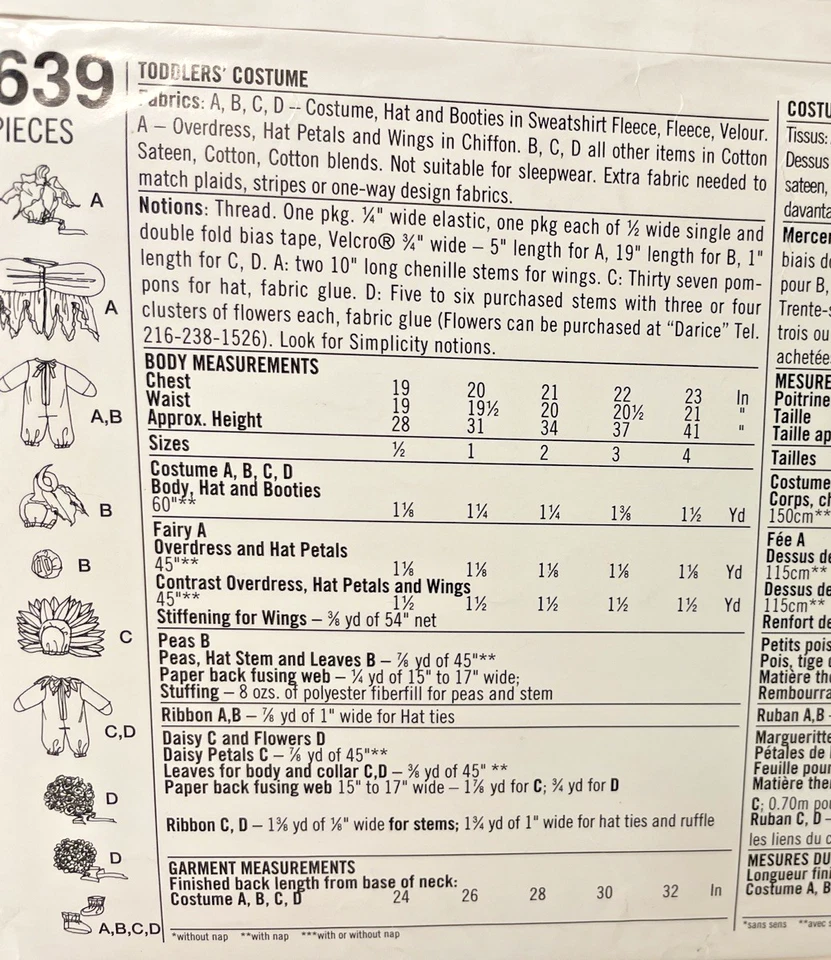 639
PIECES
A
A
A,B
B
B
C
C,D
D
D
A,B,C,D
TODDLERS' COSTUME
Fabrics: A, B, C, D -- Costume, Hat and Booties in Sweatshirt Fleece, Fleece, Velour.
A – Overdress, Hat Petals and Wings in Chiffon. B, C, D all other items in Cotton
Sateen, Cotton, Cotton blends. Not suitable for sleepwear. Extra fabric needed to
match plaids, stripes or one-way design fabrics.
Notions: Thread. One pkg. ¼" wide elastic, one pkg each of ½ wide single and
double fold bias tape, Velcro® ¾" wide – 5" length for A, 19" length for B, 1"
length for C, D. A: two 10" long chenille stems for wings. C: Thirty seven pom-
pons for hat, fabric glue. D: Five to six purchased stems with three or four
clusters of flowers each, fabric glue (Flowers can be purchased at "Darice" Tel.
216-238-1526). Look for Simplicity notions.
BODY MEASUREMENTS
Chest 19 20 21 22 23 In
Waist 19 19½ 20 20½ 21 "
Approx. Height 28 31 34 37 41 "
Sizes ½ 1 2 3 4
Costume A, B, C, D
Body, Hat and Booties
60"** 1⅛ 1¼ 1¼ 1⅜ 1½ Yd
Fairy A
Overdress and Hat Petals
45"** 1⅛ 1⅛ 1⅛ 1⅛ 1⅛ Yd
Contrast Overdress, Hat Petals and Wings
45"** 1½ 1½ 1½ 1½ 1½ Yd
Stiffening for Wings – ⅜ yd of 54" net
Peas B
Peas, Hat Stem and Leaves B – ⅞ yd of 45"**
Paper back fusing web – ¼ yd of 15" to 17" wide;
Stuffing – 8 ozs. of polyester fiberfill for peas and stem
Ribbon A,B – ⅞ yd of 1" wide for Hat ties
Daisy C and Flowers D
Daisy Petals C – ⅞ yd of 45"**
Leaves for body and collar C,D – ⅜ yd of 45" **
Paper back fusing web 15" to 17" wide – 1⅞ yd for C; ¾ yd for D
Ribbon C, D – 1⅜ yd of ⅛" wide for stems; 1¾ yd of 1" wide for hat ties and ruffle
GARMENT MEASUREMENTS
Finished back length from base of neck:
Costume A, B, C, D 24 26 28 30 32 In
*without nap **with nap ***with or without nap
COSTU
Tissus:
Dessus
sateen,
davanta
Mercer
biais d
pour B,
Trente-
trois ou
achetée
MESURE
Poitrine
Taille
Taille ap
Tailles
Costume
Corps, c
150cm**
Fée A
Dessus de
115cm**
Dessus de
115cm**
Renfort de
Petits pois
Pois, tige
Matière th
Rembourra
Ruban A,B
Margueritte
Pétales de
Feuille pour
Matière the
C; 0.70m po
Ruban C, D –
les liens du c
MESURES DU
Longueur fini
Costume A, B
*sans sens **avec s